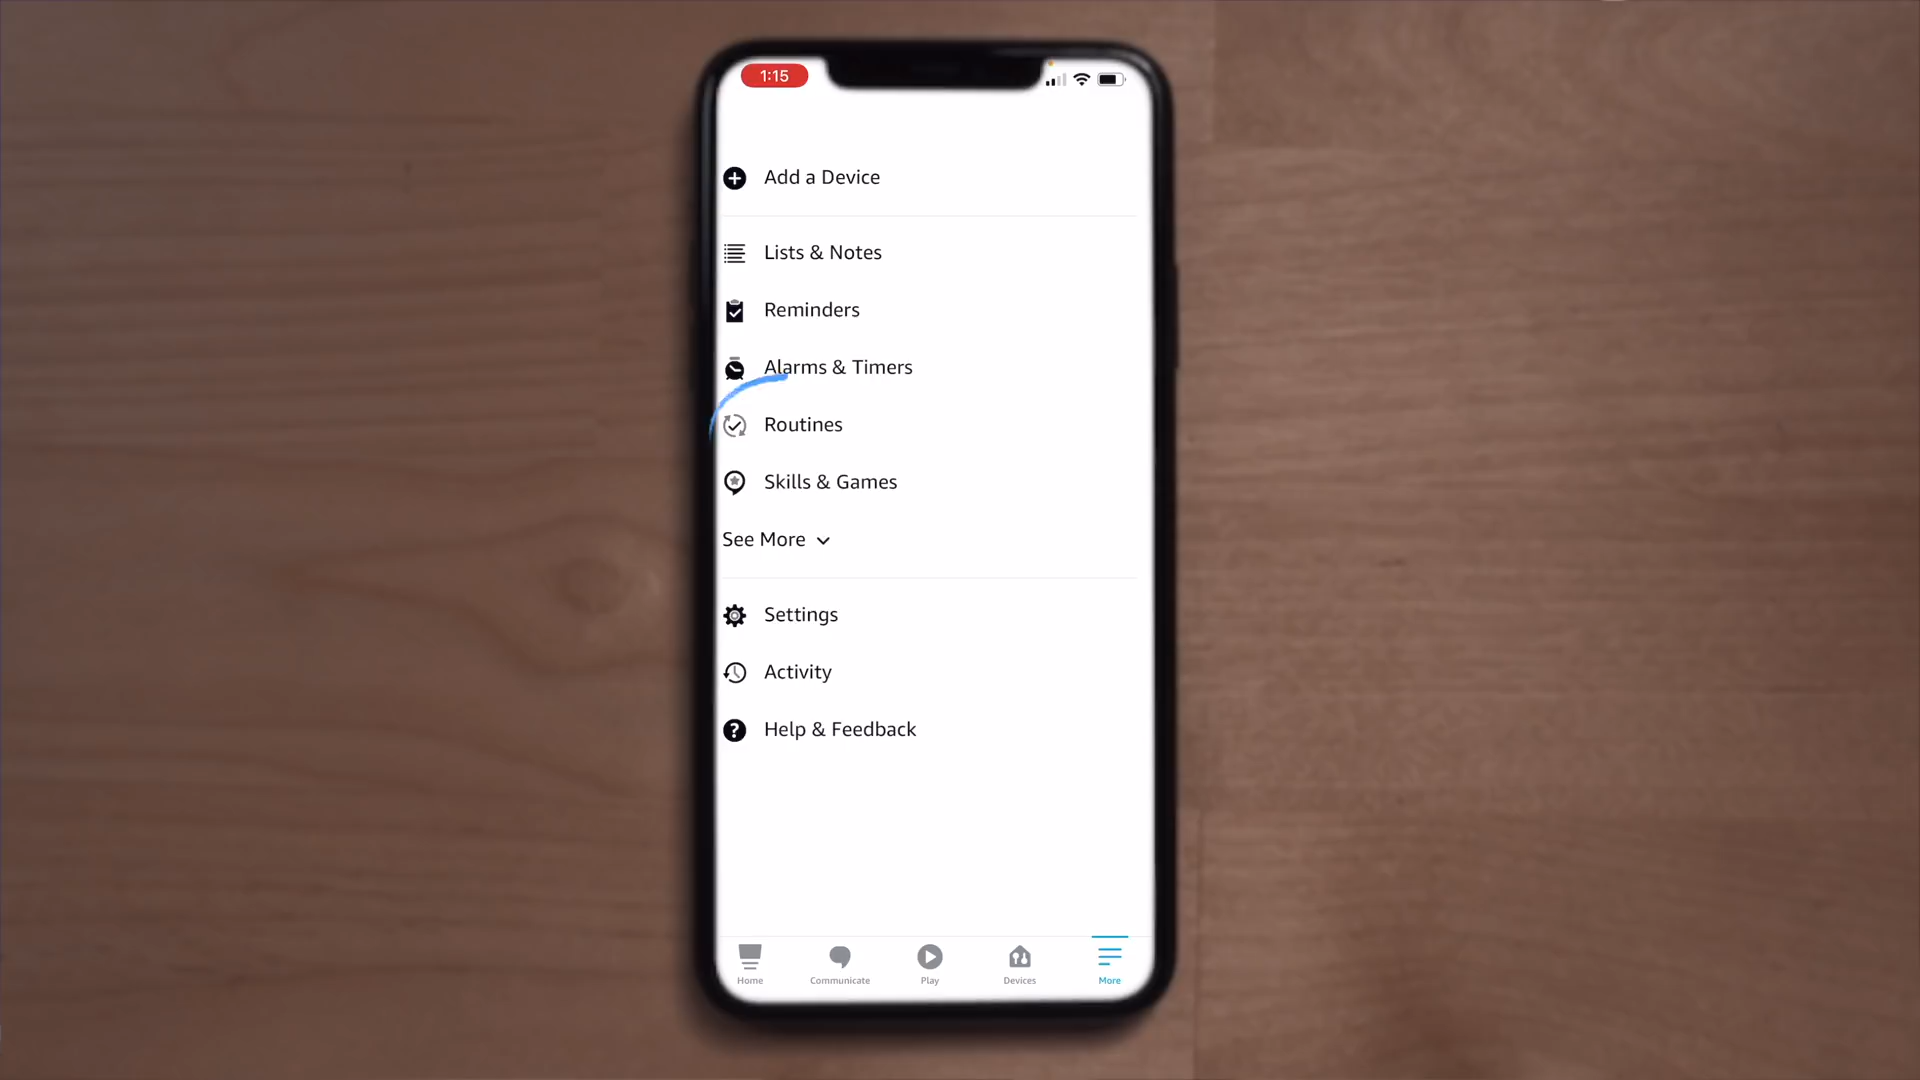 1:15
Add a Device
Lists & Notes
Reminders
Alarms & Timers
Routines
Skills & Games
See More
Settings
Activity
Help & Feedback
Home Communicate Play Devices More